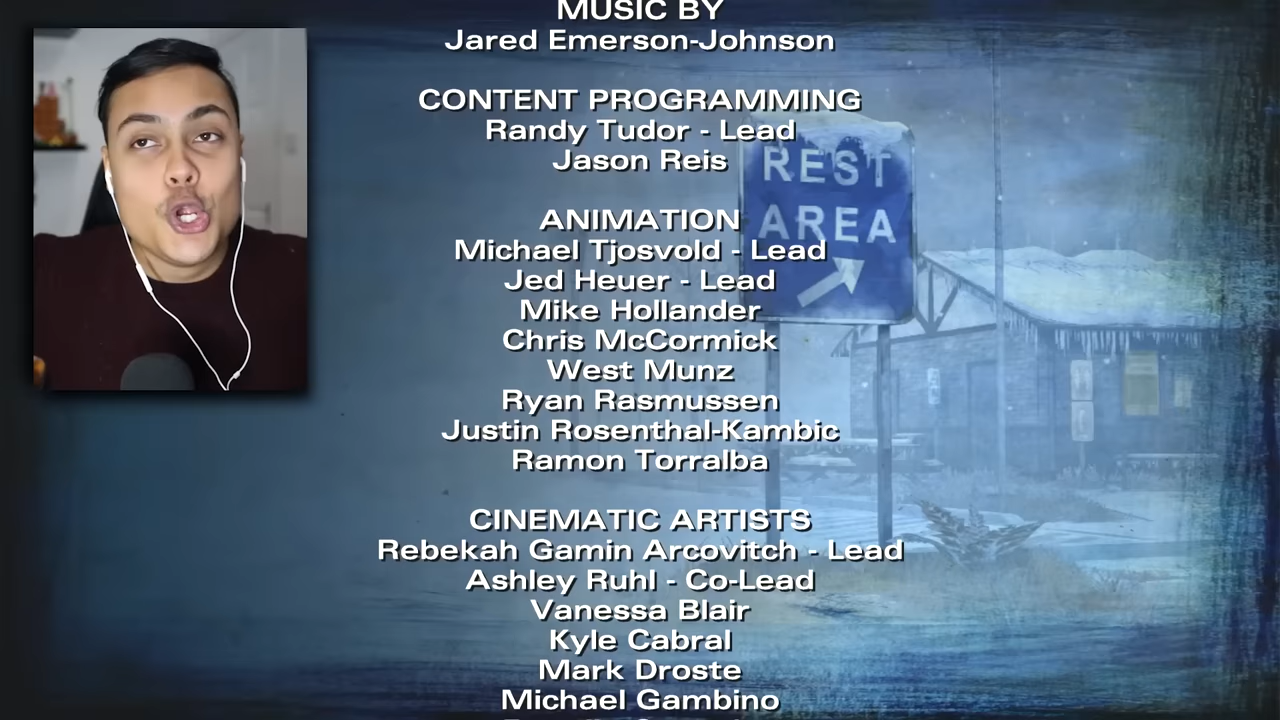 MUSIC BY
Jared Emerson-Johnson
CONTENT PROGRAMMING
Randy Tudor - Lead
Jason Reis
REST
AREA
ANIMATION
Michael Tjosvold - Lead
Jed Heuer - Lead
Mike Hollander
Chris McCormick
West Munz
Ryan Rasmussen
Justin Rosenthal-Kambic
Ramon Torralba
CINEMATIC ARTISTS
Rebekah Gamin Arcovitch - Lead
Ashley Ruhl - Co-Lead
Vanessa Blair
Kyle Cabral
Mark Droste
Michael Gambino